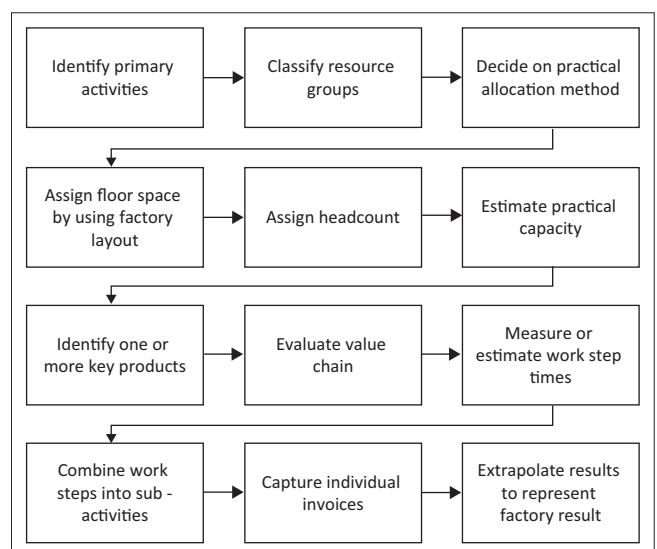 Identify primary
activities
Classify resource
groups
Decide on practical
allocation method
Assign floor space
by using factory
layout
Assign headcount
Estimate practical
capacity
Identify one or
more key products
Evaluate value
chain
Measure or
estimate work step
times
Combine work
steps into sub -
activities
Capture individual
invoices
Extrapolate results
to represent
factory result